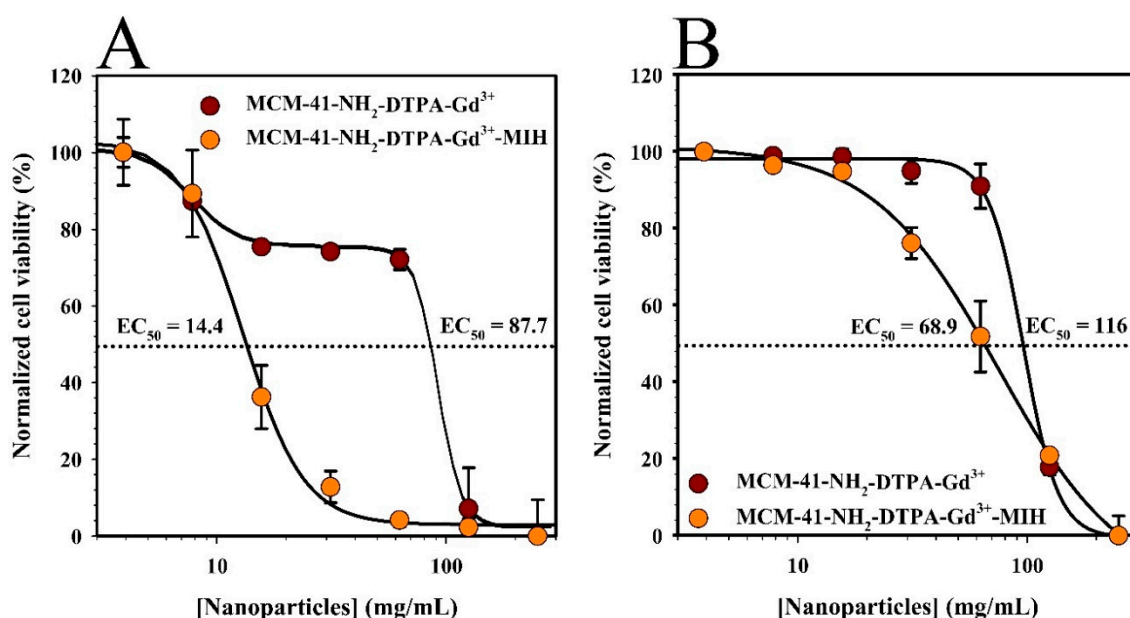 A
Normalized cell viability (%)
120
100
80
60
40
20
0
MCM-41-NH₂-DTPA-Gd³⁺
MCM-41-NH₂-DTPA-Gd³⁺-MIH
EC₅₀ = 14.4
EC₅₀ = 87.7
10
100
[Nanoparticles] (mg/mL)
B
Normalized cell viability (%)
120
100
80
60
40
20
0
EC₅₀ = 68.9
EC₅₀ = 116
MCM-41-NH₂-DTPA-Gd³⁺
MCM-41-NH₂-DTPA-Gd³⁺-MIH
10
100
[Nanoparticles] (mg/mL)